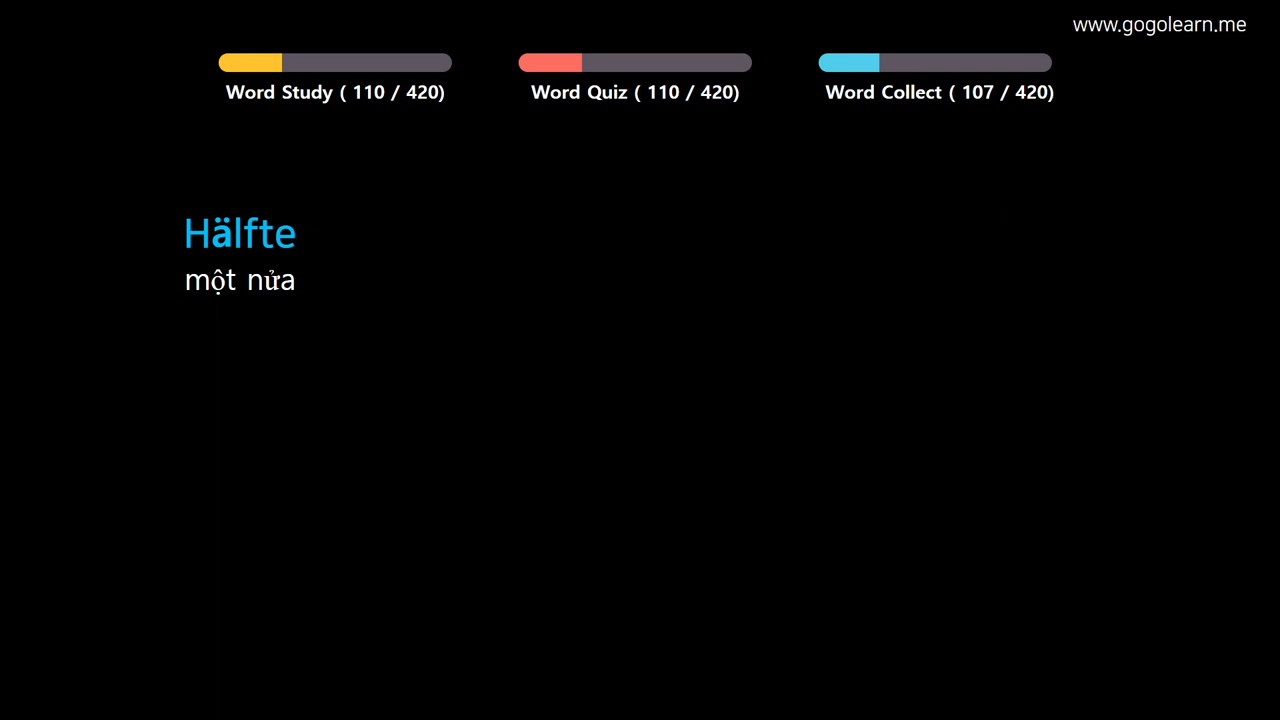 www.gogolearn.me
Word Study ( 110 / 420)
Word Quiz ( 110 / 420)
Word Collect ( 107 / 420)
Hälfte
một nửa